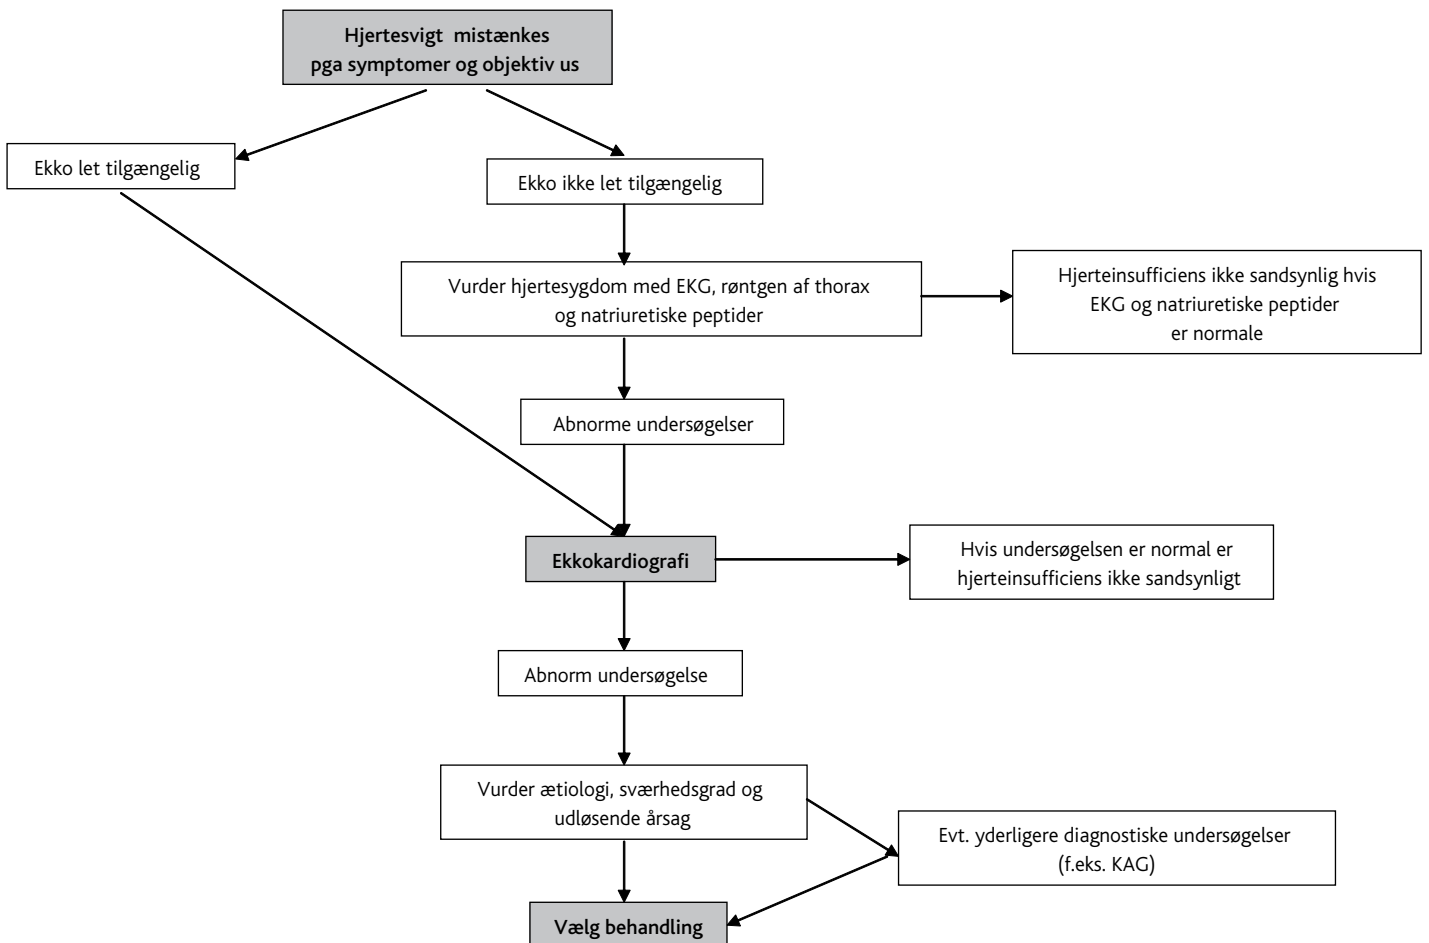 Hjertesvigt mistænkes
pga symptomer og objektiv us
Ekko let tilgængelig
Ekko ikke let tilgængelig
Vurder hjertesygdom med EKG, røntgen af thorax
og natriuretiske peptider
Hjerteinsufficiens ikke sandsynlig hvis
EKG og natriuretiske peptider
er normale
Abnorme undersøgelser
Ekkokardiografi
Hvis undersøgelsen er normal er
hjerteinsufficiens ikke sandsynligt
Abnorm undersøgelse
Vurder ætiologi, sværhedsgrad og
udløsende årsag
Evt. yderligere diagnostiske undersøgelser
(f.eks. KAG)
Vælg behandling